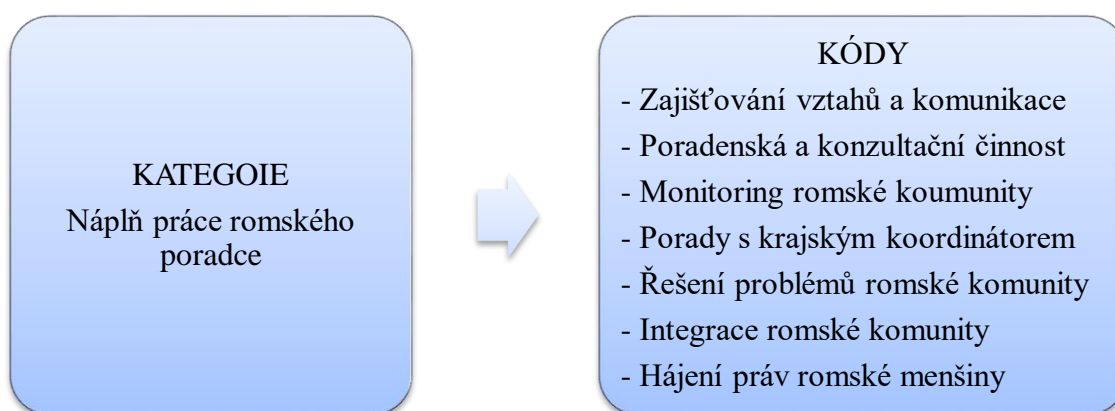 KATEGOIE
Náplň práce romského
poradce
KÓDY
- Zajišťování vztahů a komunikace
- Poradenská a konzultační činnost
- Monitoring romské koumunity
- Porady s krajským koordinátorem
- Řešení problémů romské komunity
- Integrace romské komunity
- Hájení práv romské menšiny